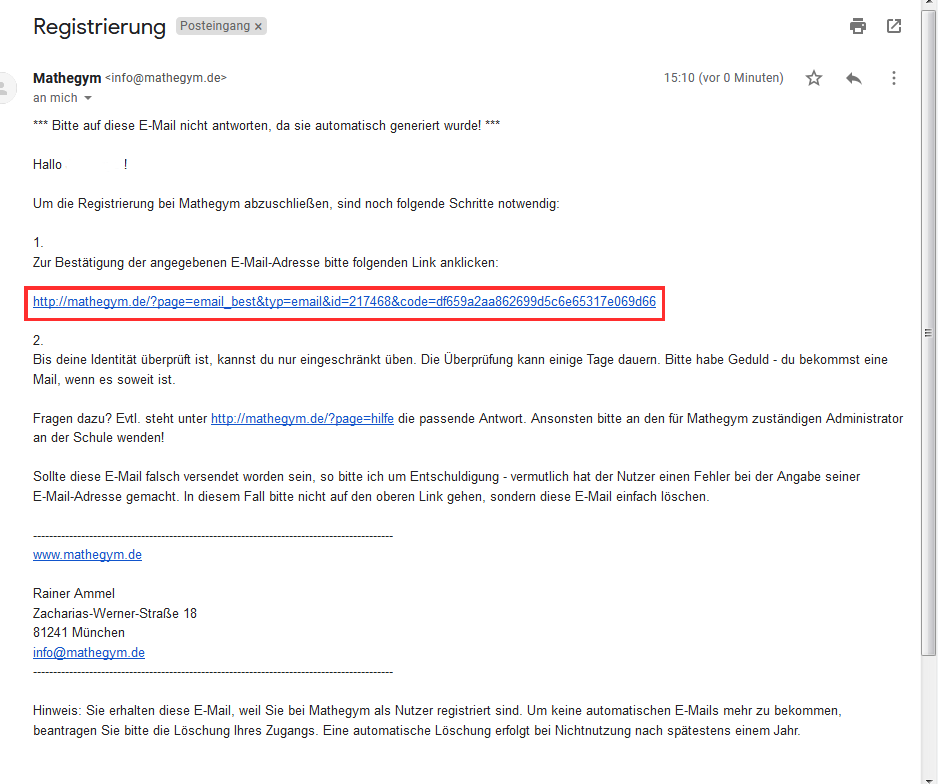 Registrierung Posteingang ×
Mathegym <info@mathegym.de> 15:10 (vor 0 Minuten)
an mich
*** Bitte auf diese E-Mail nicht antworten, da sie automatisch generiert wurde! ***
Hallo !
Um die Registrierung bei Mathegym abzuschließen, sind noch folgende Schritte notwendig:
1.
Zur Bestätigung der angegebenen E-Mail-Adresse bitte folgenden Link anklicken:
http://mathegym.de/?page=email_best&typ=email&id=217468&code=df659a2aa862699d5c6e65317e069d66
2.
Bis deine Identität überprüft ist, kannst du nur eingeschränkt üben. Die Überprüfung kann einige Tage dauern. Bitte habe Geduld - du bekommst eine
Mail, wenn es soweit ist.
Fragen dazu? Evtl. steht unter http://mathegym.de/?page=hilfe die passende Antwort. Ansonsten bitte an den für Mathegym zuständigen Administrator
an der Schule wenden!
Sollte diese E-Mail falsch versendet worden sein, so bitte ich um Entschuldigung - vermutlich hat der Nutzer einen Fehler bei der Angabe seiner
E-Mail-Adresse gemacht. In diesem Fall bitte nicht auf den oberen Link gehen, sondern diese E-Mail einfach löschen.
------------------------------------------------------------------------------------------
www.mathegym.de
Rainer Ammel
Zacharias-Werner-Straße 18
81241 München
info@mathegym.de
------------------------------------------------------------------------------------------
Hinweis: Sie erhalten diese E-Mail, weil Sie bei Mathegym als Nutzer registriert sind. Um keine automatischen E-Mails mehr zu bekommen,
beantragen Sie bitte die Löschung Ihres Zugangs. Eine automatische Löschung erfolgt bei Nichtnutzung nach spätestens einem Jahr.